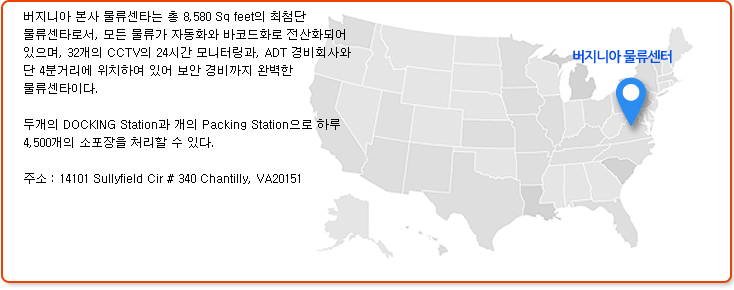 버지니아 본사 물류센타는 총 8,580 Sq feet의 최첨단
물류센타로서, 모든 물류가 자동화와 바코드화로 전산화되어
있으며, 32개의 CCTV의 24시간 모니터링과, ADT 경비회사와
단 4분거리에 위치하여 있어 보안 경비까지 완벽한
물류센타이다.
두개의 DOCKING Station과 개의 Packing Station으로 하루
4,500개의 소포장을 처리할 수 있다.
주소 : 14101 Sullyfield Cir # 340 Chantilly, VA20151
버지니아 물류센터